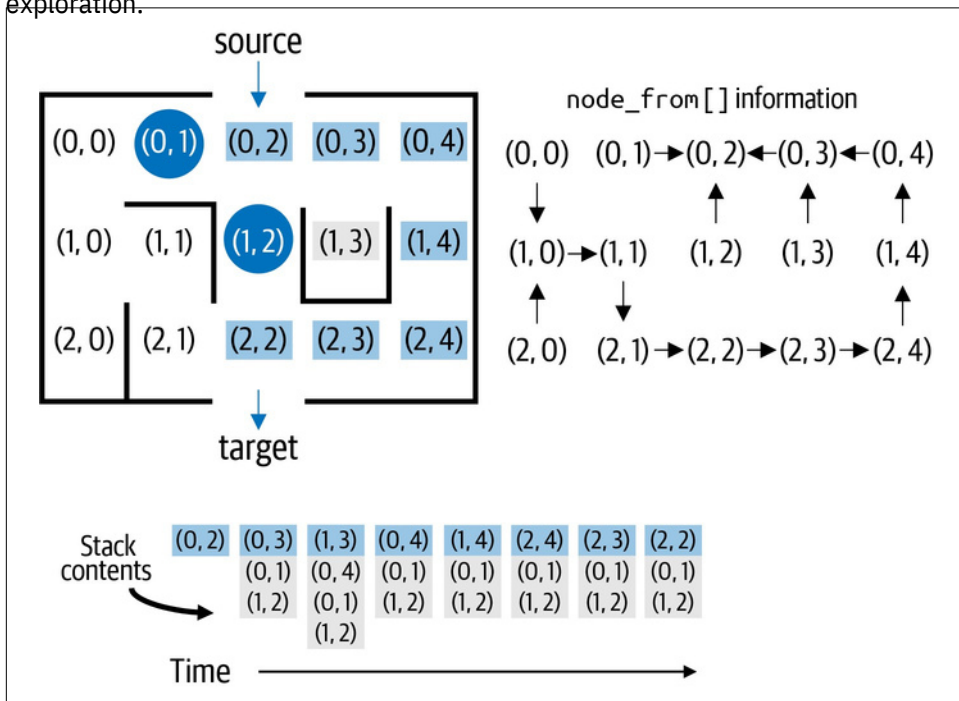 exploration.
source
node_from[] information
(0, 0) (0, 1) (0, 2) (0, 3) (0, 4)
(1, 0) (1, 1) (1, 2) (1, 3) (1, 4)
(2, 0) (2, 1) (2, 2) (2, 3) (2, 4)
target
(0, 0) (0, 1) (0, 2) (0, 3) (0, 4)
(1, 0) (1, 1) (1, 2) (1, 3) (1, 4)
(2, 0) (2, 1) (2, 2) (2, 3) (2, 4)
Stack
contents
(0, 2) (0, 3) (1, 3) (0, 4) (1, 4) (2, 4) (2, 3) (2, 2)
(0, 1) (0, 4) (0, 1) (0, 1) (0, 1) (0, 1) (0, 1)
(1, 2) (0, 1) (1, 2) (1, 2) (1, 2) (1, 2) (1, 2)
(1, 2)
Time